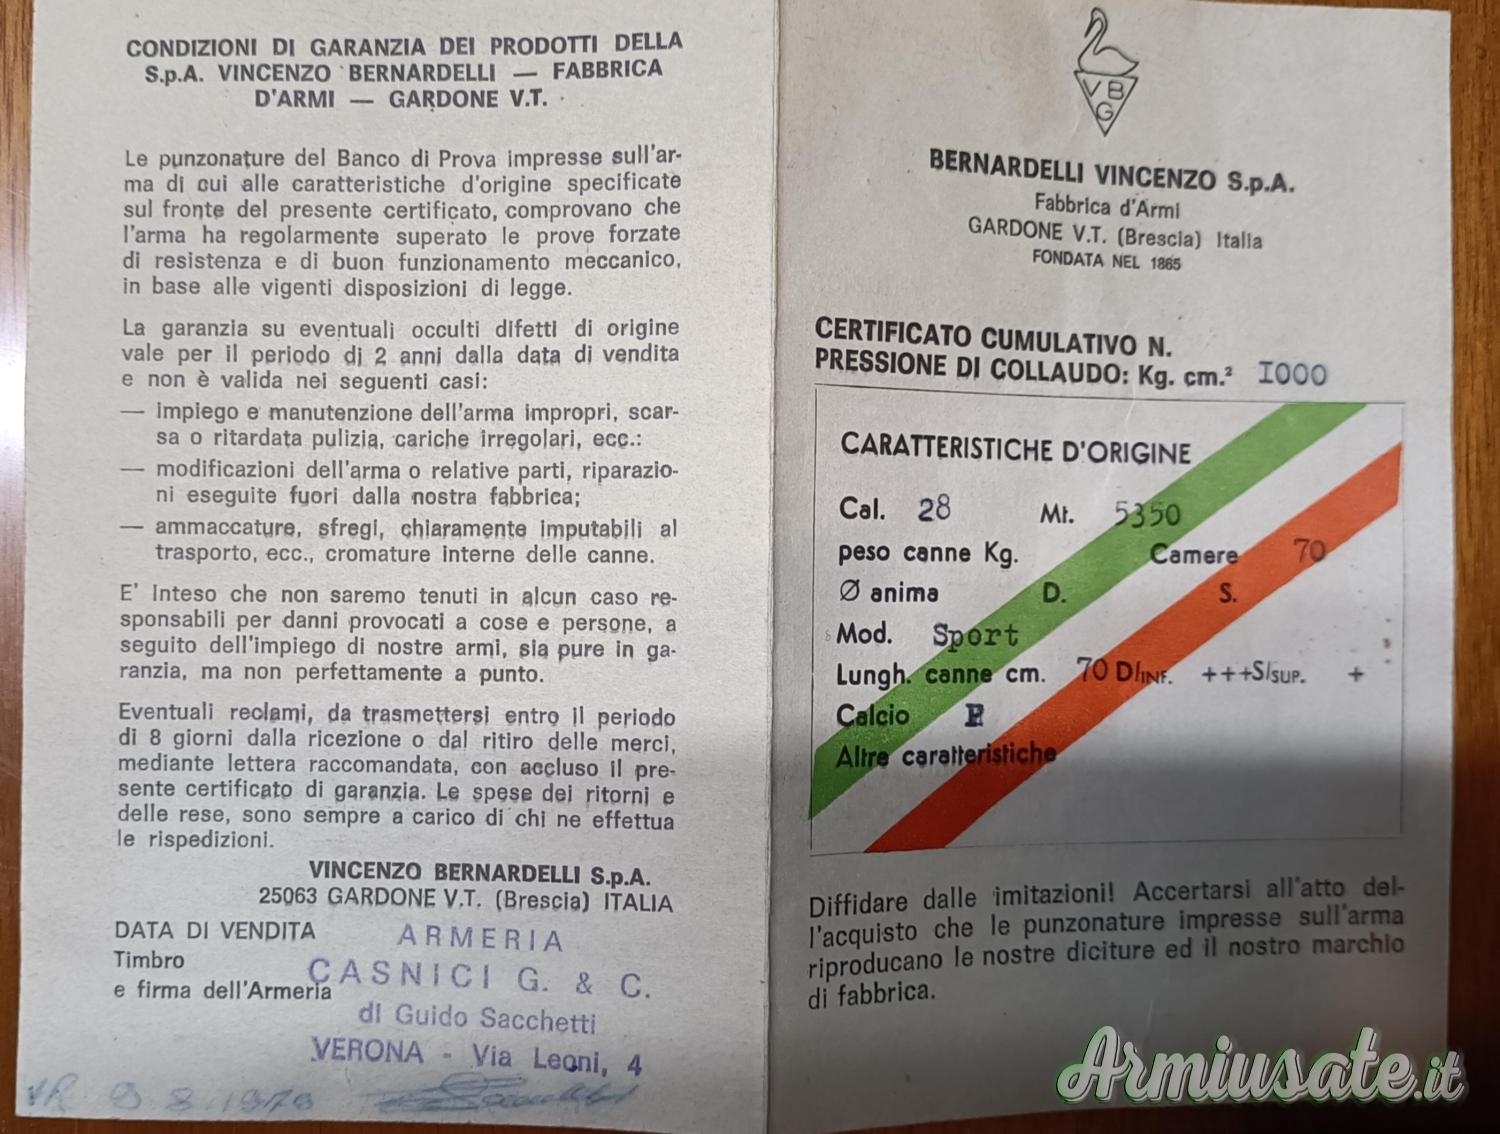 CONDIZIONI DI GARANZIA DEI PRODOTTI DELLA
S.p.A. VINCENZO BERNARDELLI — FABBRICA
D'ARMI — GARDONE V.T.
Le punzonature del Banco di Prova impresse sull'ar-
ma di cui alle caratteristiche d'origine specificate
sul fronte del presente certificato, comprovano che
l'arma ha regolarmente superato le prove forzate
di resistenza e di buon funzionamento meccanico,
in base alle vigenti disposizioni di legge.
La garanzia su eventuali occulti difetti di origine
vale per il periodo di 2 anni dalla data di vendita
e non è valida nei seguenti casi:
— impiego e manutenzione dell'arma impropri, scar-
sa o ritardata pulizia, cariche irregolari, ecc.:
— modificazioni dell'arma o relative parti, riparazio-
ni eseguite fuori dalla nostra fabbrica;
— ammaccature, sfregi, chiaramente imputabili al
trasporto, ecc., cromature interne delle canne.
E' inteso che non saremo tenuti in alcun caso re-
sponsabili per danni provocati a cose e persone, a
seguito dell'impiego di nostre armi, sia pure in ga-
ranzia, ma non perfettamente a punto.
Eventuali reclami, da trasmettersi entro il periodo
di 8 giorni dalla ricezione o dal ritiro delle merci,
mediante lettera raccomandata, con accluso il pre-
sente certificato di garanzia. Le spese dei ritorni e
delle rese, sono sempre a carico di chi ne effettua
le rispedizioni.
VINCENZO BERNARDELLI S.p.A.
25063 GARDONE V.T. (Brescia) ITALIA
DATA DI VENDITA
Timbro
e firma dell'Armeria
ARMERIA
CASNICI G. & C.
di Guido Sacchetti
VERONA - Via Leoni, 4
VBG
BERNARDELLI VINCENZO S.p.A.
Fabbrica d'Armi
GARDONE V.T. (Brescia) Italia
FONDATA NEL 1865
CERTIFICATO CUMULATIVO N.
PRESSIONE DI COLLAUDO: Kg. cm.² I000
CARATTERISTICHE D'ORIGINE
Cal. 28 Mt. 5350
peso canne Kg. Camere 70
Ø anima D. S.
Mod. Sport
Lungh. canne cm. 70 D/INF. +++S/SUP. +
Calcio
Altre caratteristiche
Diffidare dalle imitazioni! Accertarsi all'atto del-
l'acquisto che le punzonature impresse sull'arma
riproducano le nostre diciture ed il nostro marchio
di fabbrica.
Armiusate.it